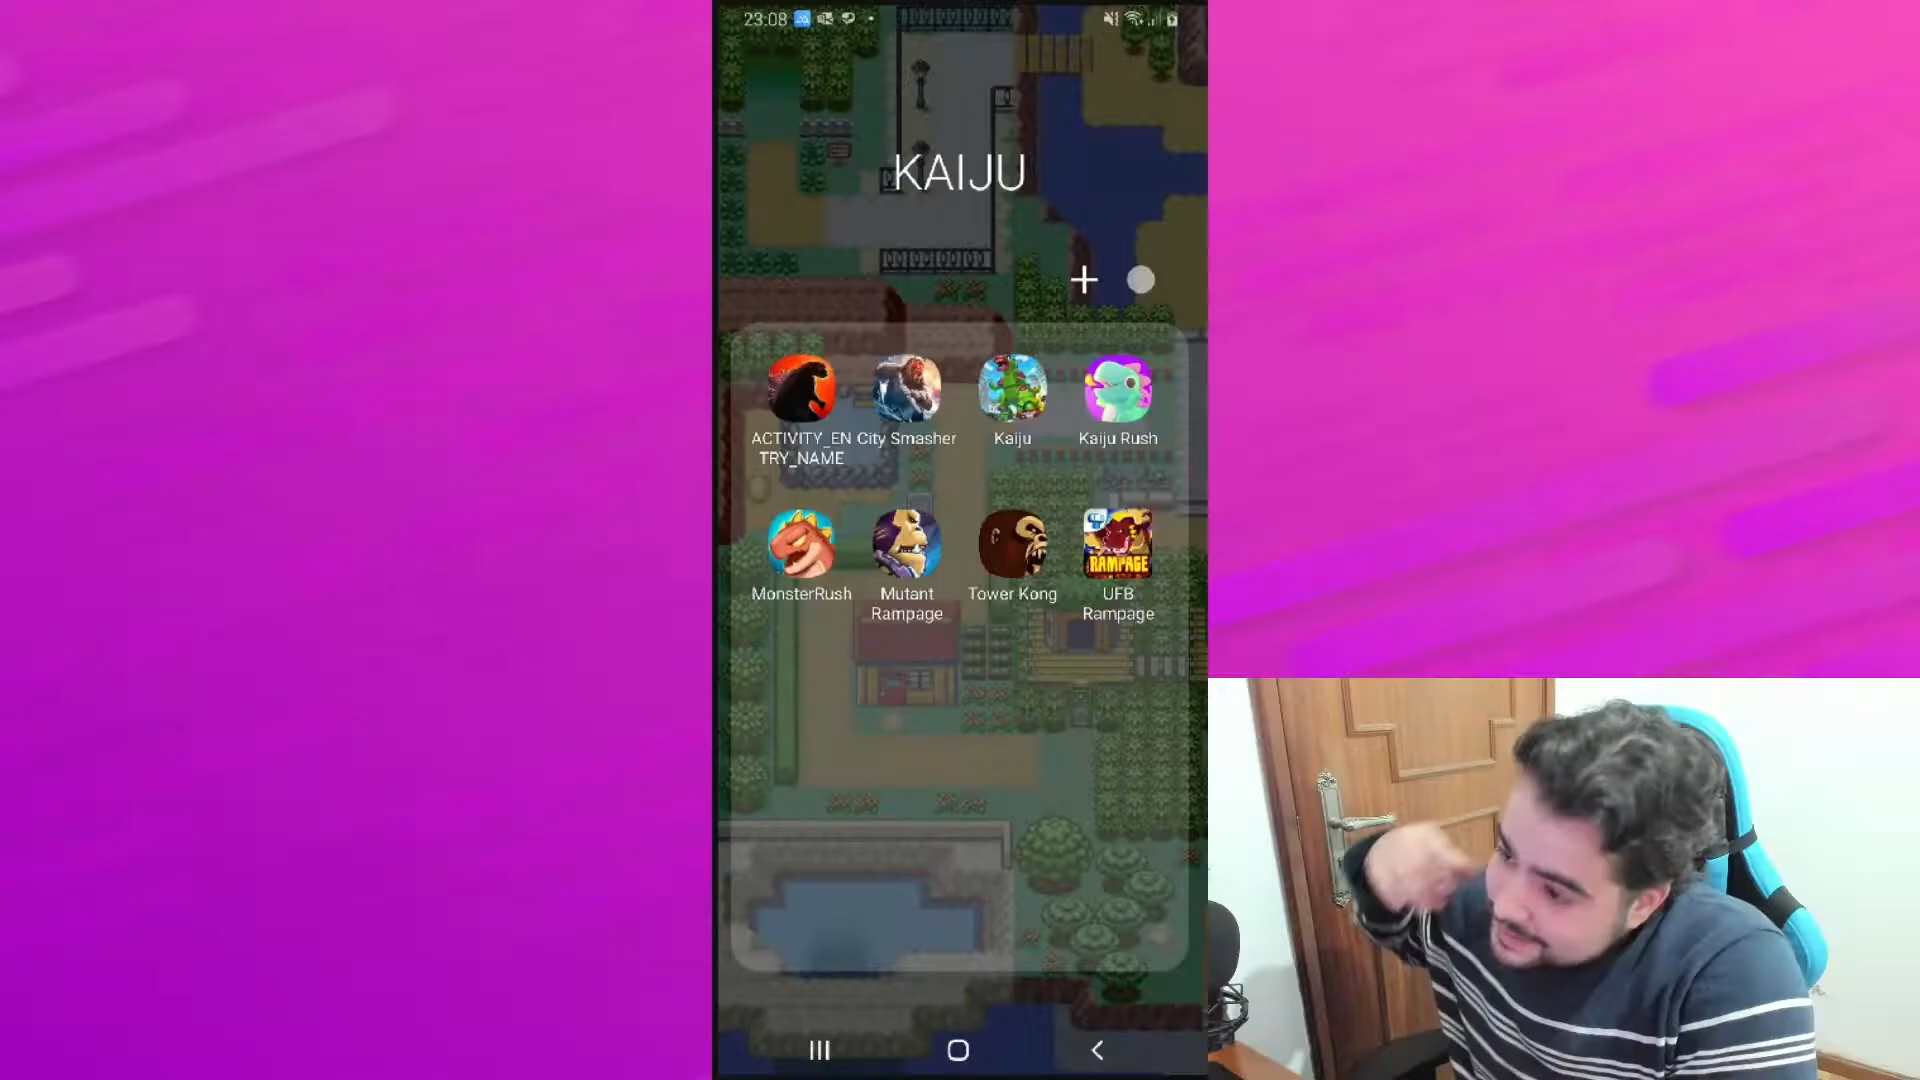 23:08
KAIJU
ACTIVITY_EN
TRY_NAME
City Smasher
Kaiju
Kaiju Rush
RAMPAGE
MonsterRush
Mutant
Rampage
Tower Kong
UFB
Rampage